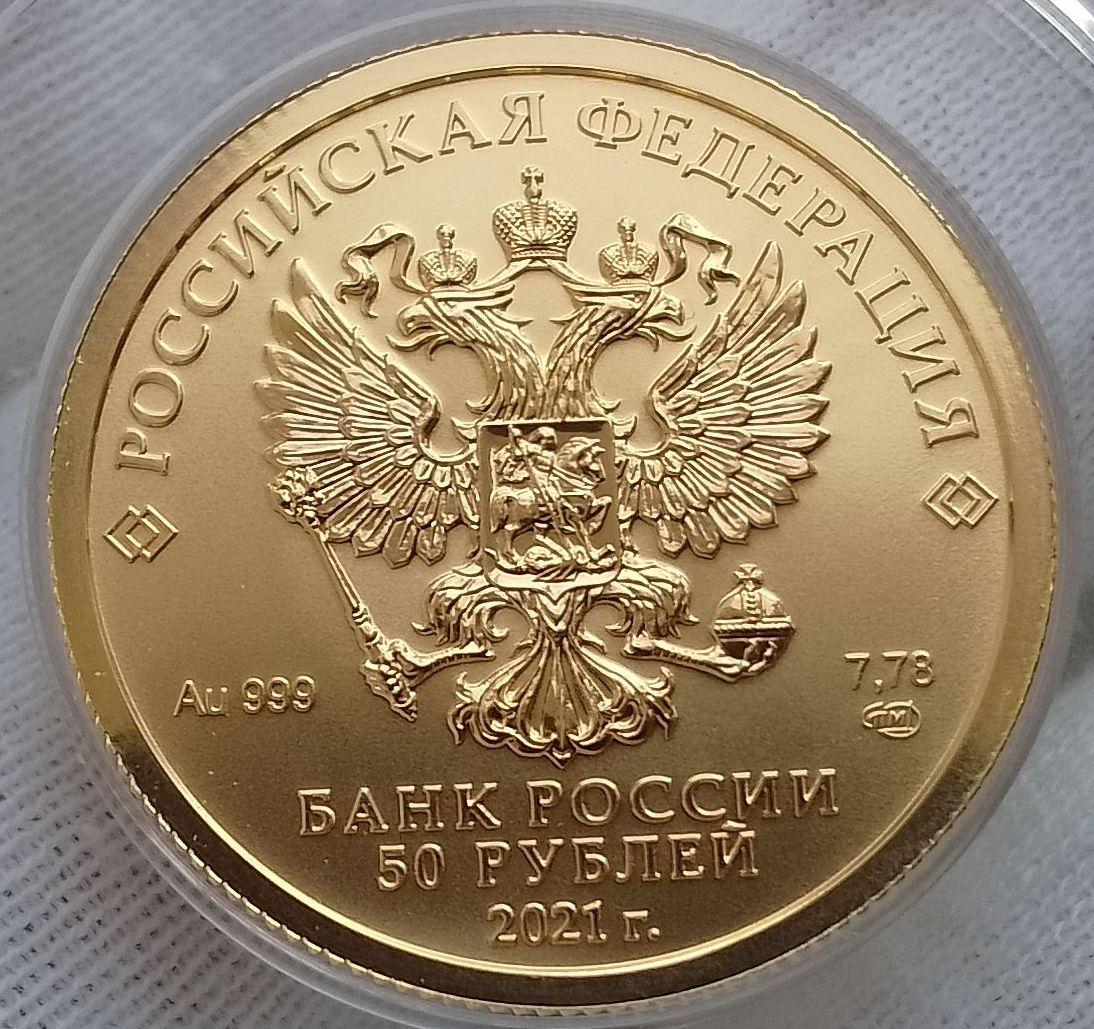 РОССИЙСКАЯ ФЕДЕРАЦИЯ
Au 999
7,78
СПМД
БАНК РОССИИ
50 РУБЛЕЙ
2021 г.